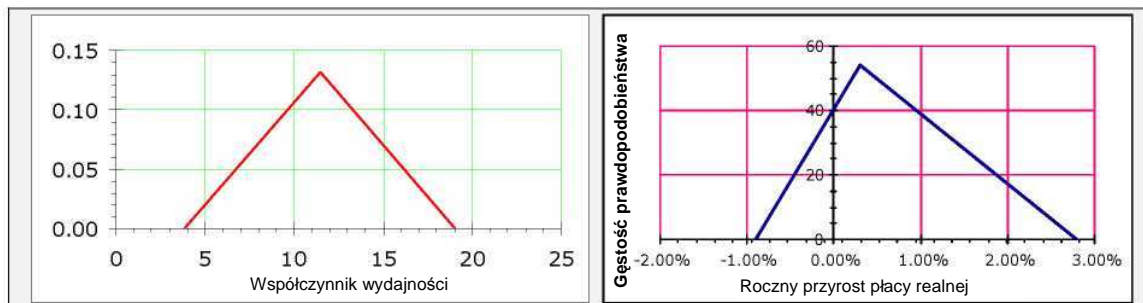 0.15
0.10
0.05
0.00
0 5 10 15 20 25
Współczynnik wydajności
Gęstość prawdopodobieństwa
60
40
20
0
-2.00% -1.00% 0.00% 1.00% 2.00% 3.00%
Roczny przyrost płacy realnej